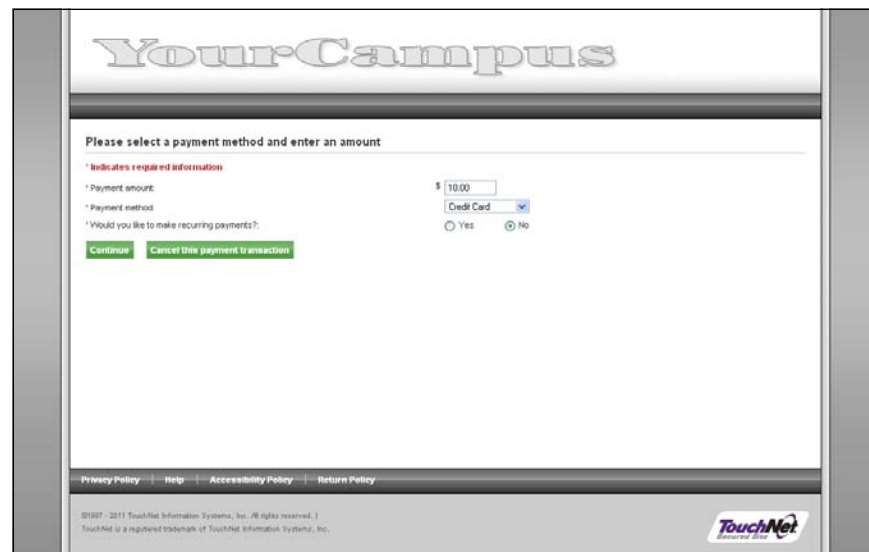 YourCampus
Please select a payment method and enter an amount
* Indicates required information
* Payment amount: $ 10.00
* Payment method: Credit Card
* Would you like to make recurring payments?: Yes No
Continue Cancel this payment transaction
Privacy Policy | Help | Accessibility Policy | Return Policy
©1997 - 2011 TouchNet Information Systems, Inc. All rights reserved. |
TouchNet is a registered trademark of TouchNet Information Systems, Inc.
TouchNet
Secured Site